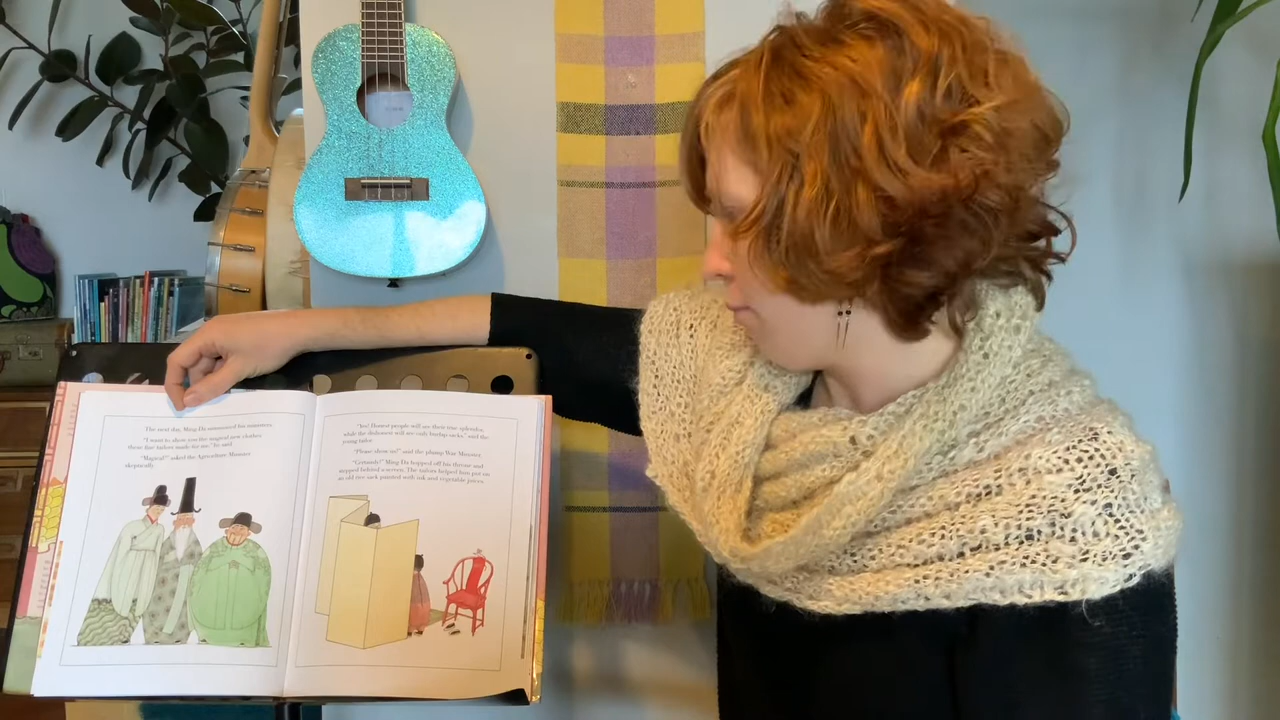 "The next day, Ming-Da summoned his ministers.
"I want to show you the magical new clothes
those five tailors made for me," he said.
"Magical?" asked the Agriculture Minister
skeptically.
"Yes! Honest people will see their true splendor,
while the dishonest will see only burlap sacks," said the
young tailor.
"Please show us!" said the plump War Minister.
"Certainly!" Ming-Da hopped off his throne and
stepped behind a screen. The tailors helped him put on
an old rice sack painted with ink and vegetable juices.